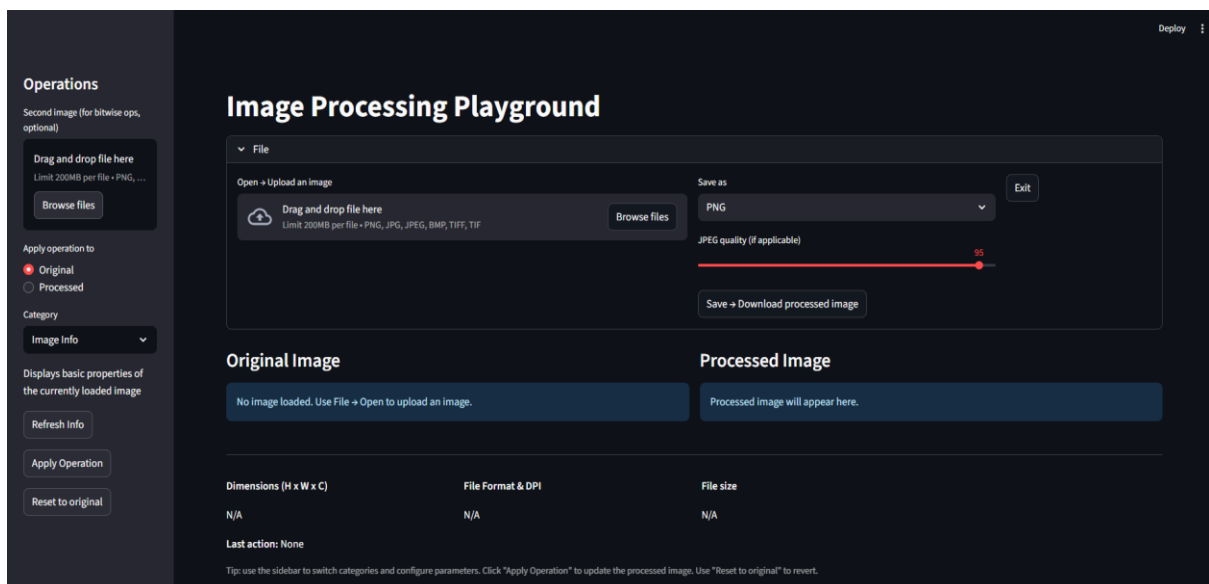 Deploy
Operations
Second image (for bitwise ops,
optional)
Drag and drop file here
Limit 200MB per file • PNG, ...
Browse files
Apply operation to
Original
Processed
Category
Image Info
Displays basic properties of
the currently loaded image
Refresh Info
Apply Operation
Reset to original
Image Processing Playground
File
Open → Upload an image
Drag and drop file here
Limit 200MB per file • PNG, JPG, JPEG, BMP, TIFF, TIF
Browse files
Save as
PNG
Exit
JPEG quality (if applicable)
95
Save → Download processed image
Original Image
No image loaded. Use File → Open to upload an image.
Processed Image
Processed image will appear here.
Dimensions (H x W x C)
N/A
File Format & DPI
N/A
File size
N/A
Last action: None
Tip: use the sidebar to switch categories and configure parameters. Click "Apply Operation" to update the processed image. Use "Reset to original" to revert.